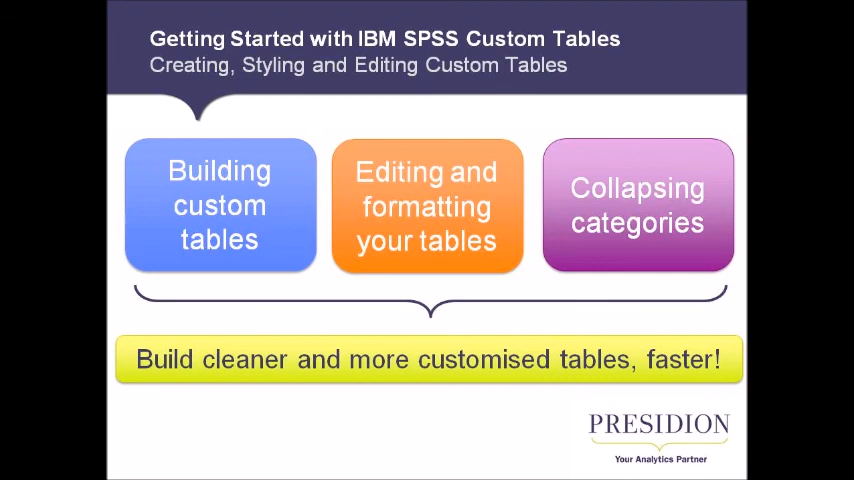 Getting Started with IBM SPSS Custom Tables
Creating, Styling and Editing Custom Tables
Building
custom
tables
Editing and
formatting
your tables
Collapsing
categories
Build cleaner and more customised tables, faster!
PRESIDION
Your Analytics Partner